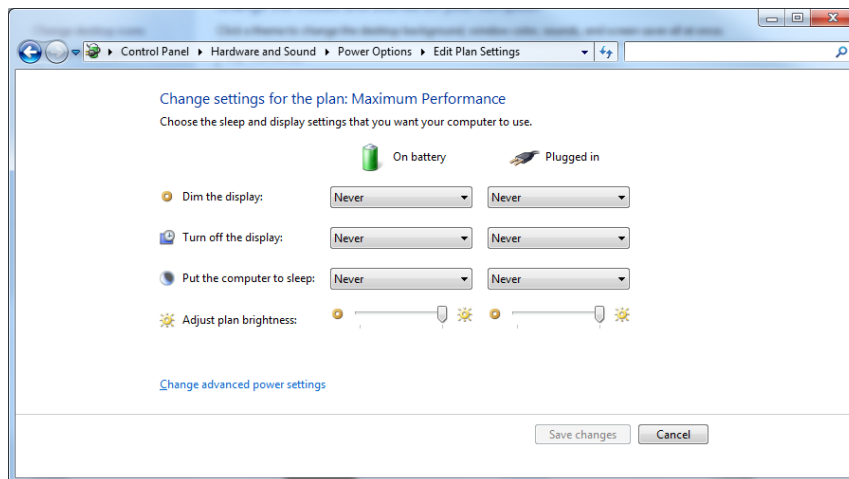 Control Panel ▸ Hardware and Sound ▸ Power Options ▸ Edit Plan Settings
Change settings for the plan: Maximum Performance
Choose the sleep and display settings that you want your computer to use.
On battery Plugged in
Dim the display: Never Never
Turn off the display: Never Never
Put the computer to sleep: Never Never
Adjust plan brightness:
Change advanced power settings
Save changes Cancel